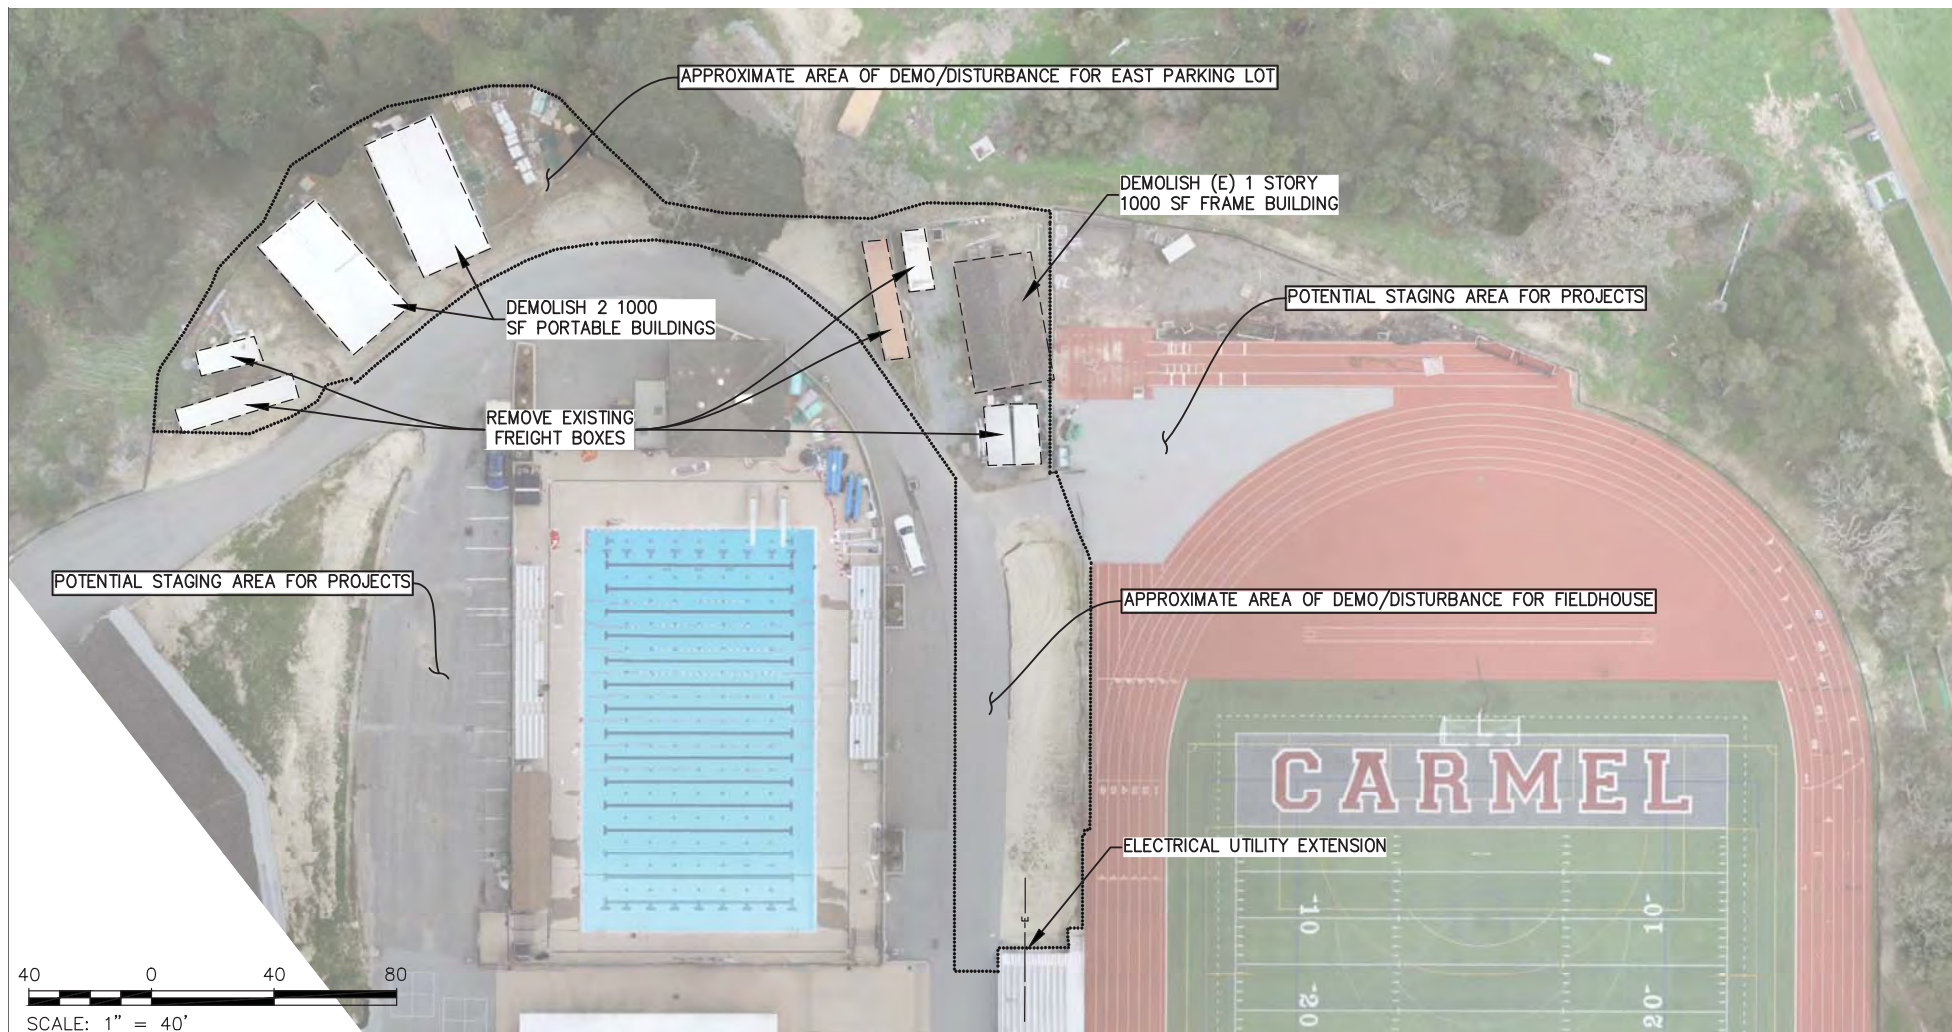 APPROXIMATE AREA OF DEMO/DISTURBANCE FOR EAST PARKING LOT
DEMOLISH (E) 1 STORY
1000 SF FRAME BUILDING
POTENTIAL STAGING AREA FOR PROJECTS
DEMOLISH 2 1000
SF PORTABLE BUILDINGS
REMOVE EXISTING
FREIGHT BOXES
POTENTIAL STAGING AREA FOR PROJECTS
APPROXIMATE AREA OF DEMO/DISTURBANCE FOR FIELDHOUSE
CARMEL
ELECTRICAL UTILITY EXTENSION
E
-10
10-
-20
20-
40 0 40 80
SCALE: 1" = 40'